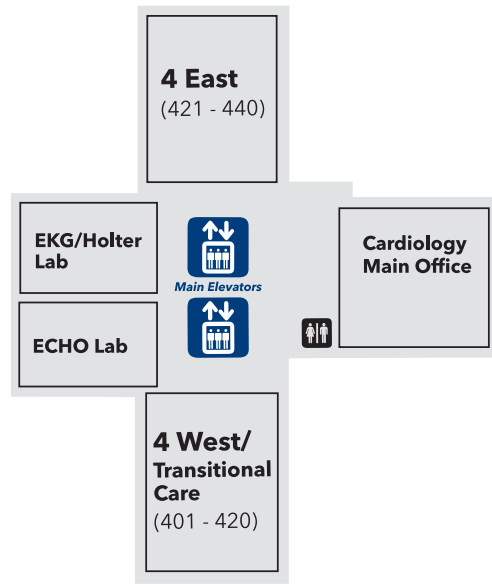 4 East
(421 - 440)
EKG/Holter
Lab
Main Elevators
Cardiology
Main Office
ECHO Lab
4 West/
Transitional
Care
(401 - 420)